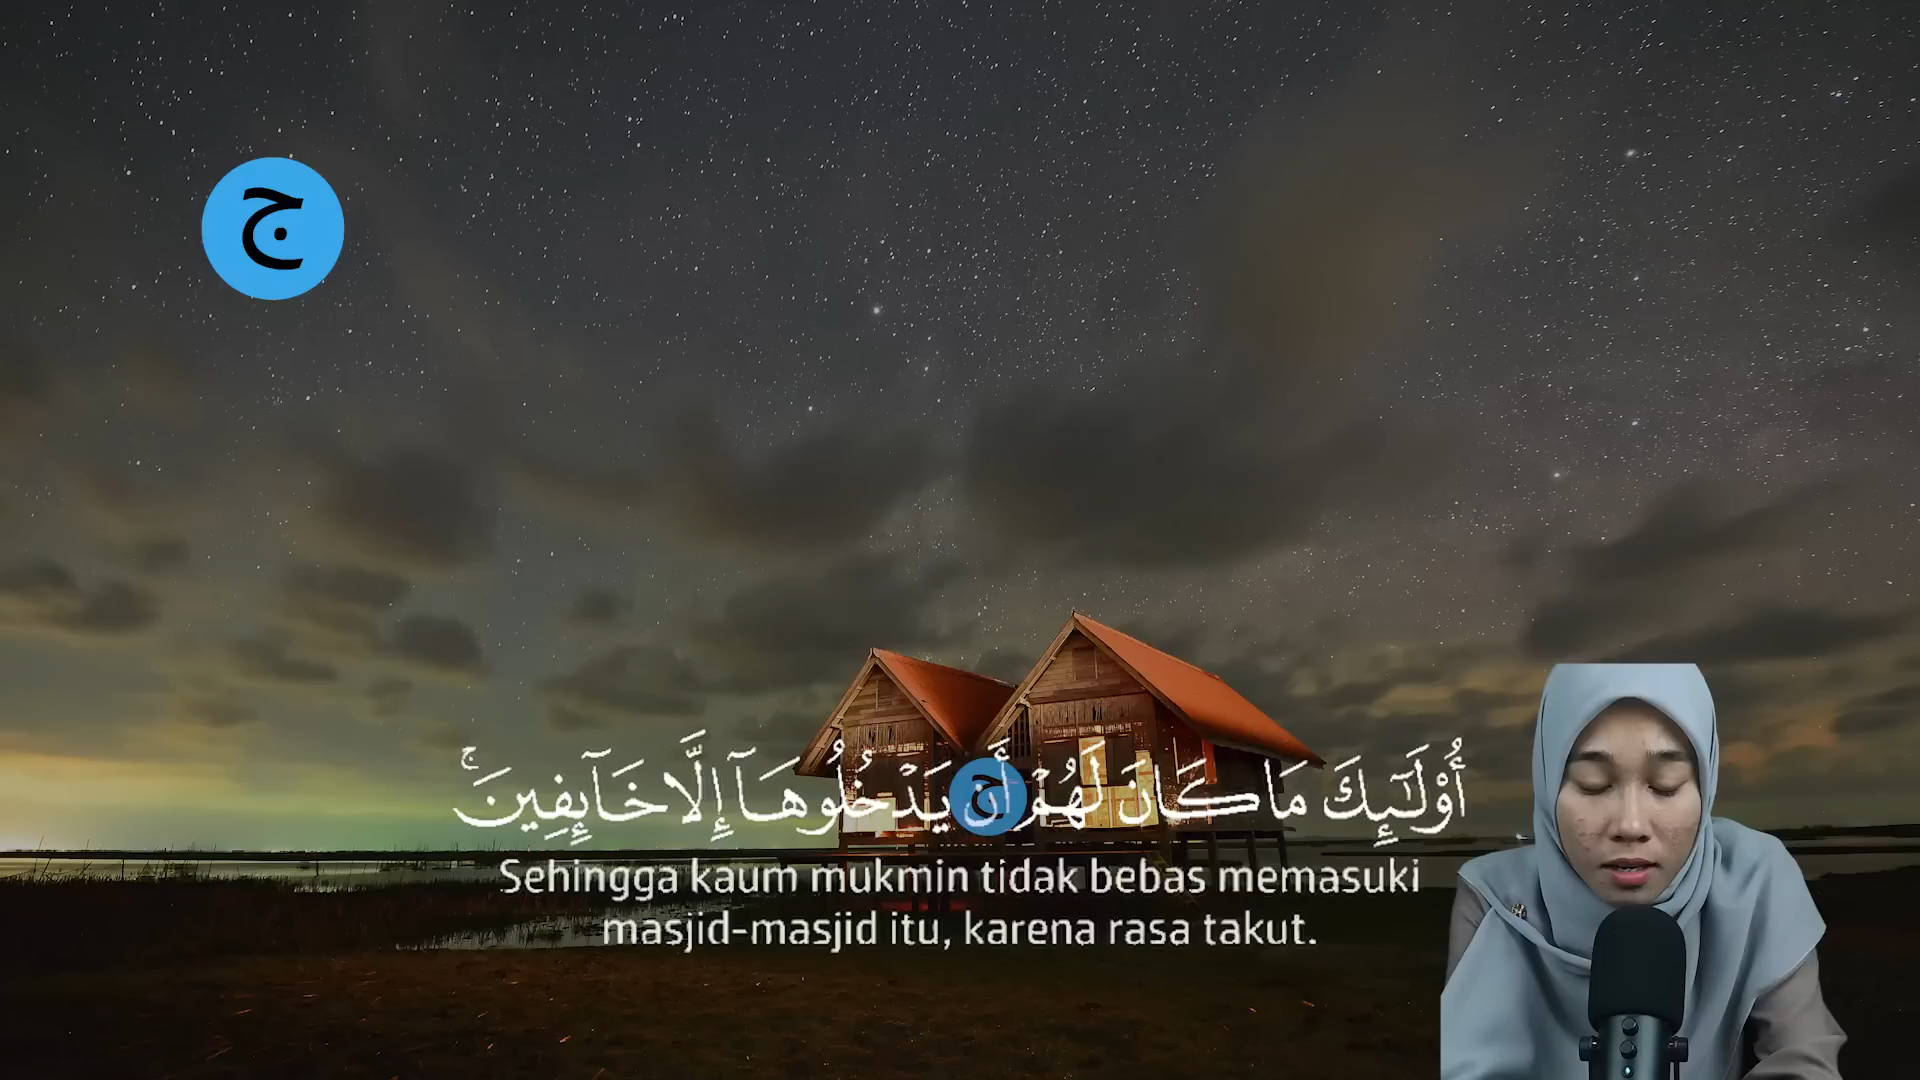 ج
أُو۟لَـٰٓئِكَ مَا كَانَ لَهُمْ أَن يَدْخُلُوهَآ إِلَّا خَآئِفِينَ ۚ
ج
Sehingga kaum mukmin tidak bebas memasuki
masjid-masjid itu, karena rasa takut.